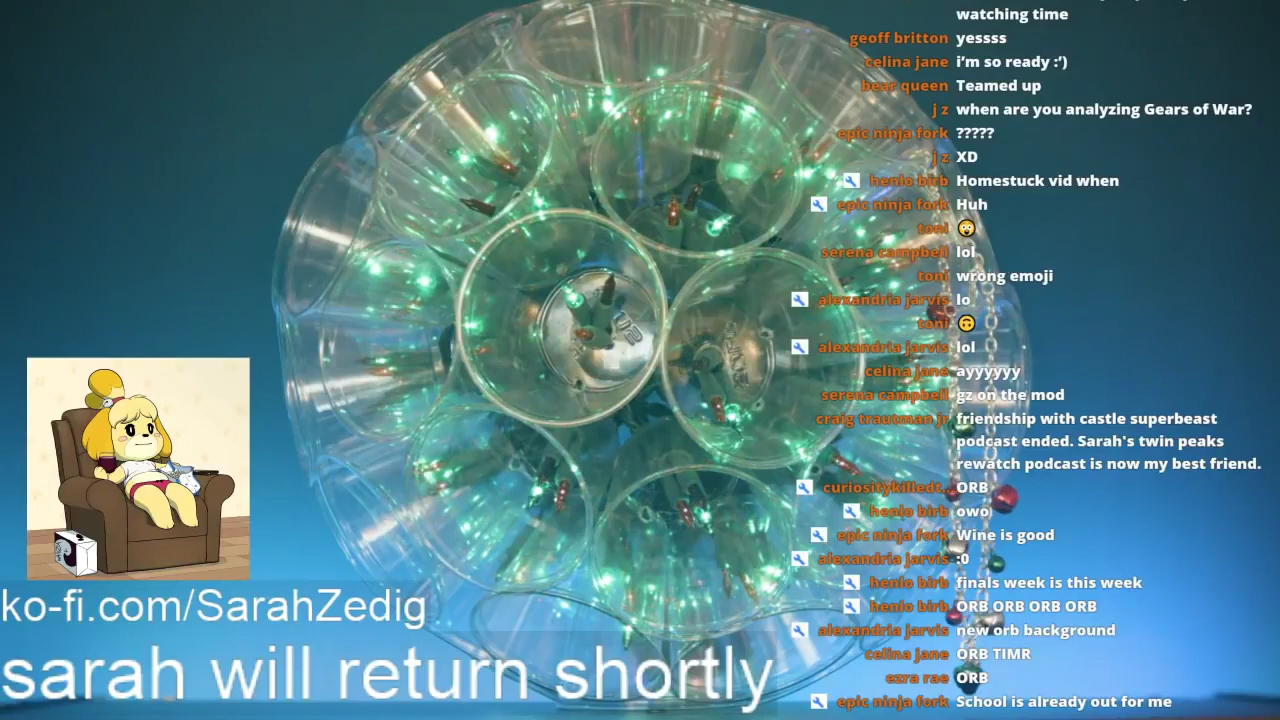 watching time
geoff britton yessss
celina jane i'm so ready :')
bear queen Teamed up
j z when are you analyzing Gears of War?
epic ninja fork ?????
j z XD
henlo birb Homestuck vid when
epic ninja fork Huh
toni 😳
serena campbell lol
toni wrong emoji
alexandria jarvis lo
toni 🙃
alexandria jarvis lol
celina jane ayyyyyy
serena campbell gz on the mod
craig trautman jr friendship with castle superbeast
podcast ended. Sarah's twin peaks
rewatch podcast is now my best friend.
curiositykilledt... ORB
henlo birb owo
epic ninja fork Wine is good
alexandria jarvis :0
henlo birb finals week is this week
henlo birb ORB ORB ORB ORB
alexandria jarvis new orb background
celina jane ORB TIMR
ezra rae ORB
epic ninja fork School is already out for me
ko-fi.com/SarahZedig
sarah will return shortly